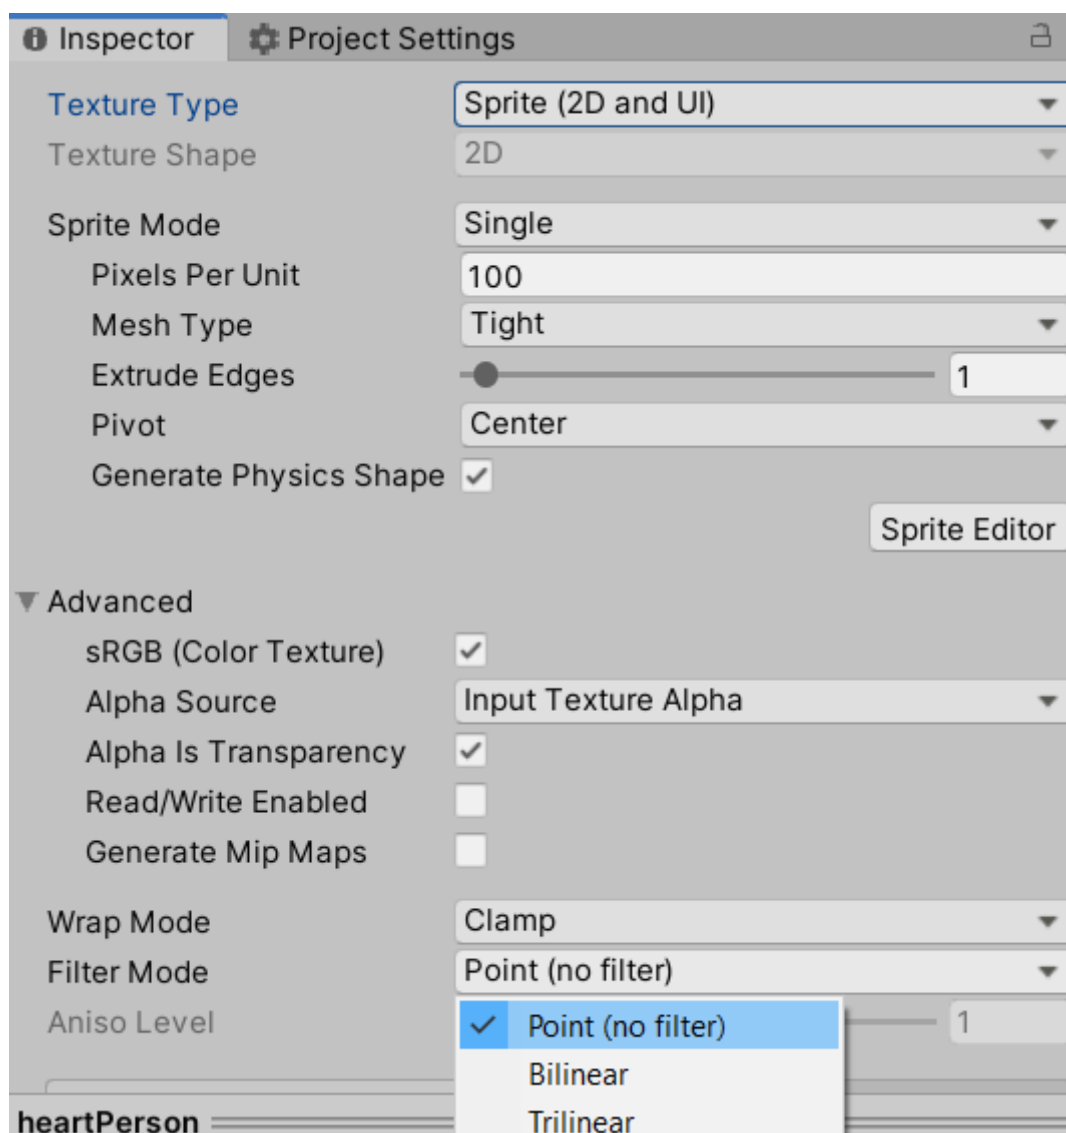 Inspector Project Settings
Texture Type Sprite (2D and UI)
Texture Shape 2D
Sprite Mode Single
Pixels Per Unit 100
Mesh Type Tight
Extrude Edges 1
Pivot Center
Generate Physics Shape
Sprite Editor
Advanced
sRGB (Color Texture)
Alpha Source Input Texture Alpha
Alpha Is Transparency
Read/Write Enabled
Generate Mip Maps
Wrap Mode Clamp
Filter Mode Point (no filter)
Aniso Level Point (no filter) 1
Bilinear
heartPerson Trilinear